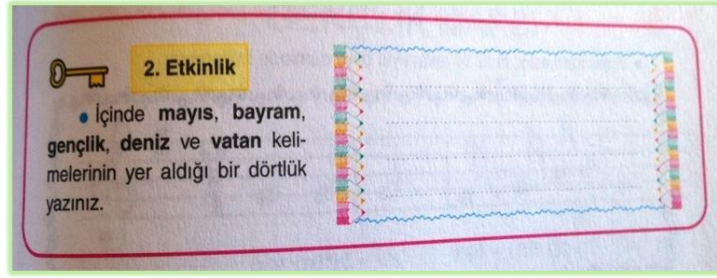 2. Etkinlik
• İçinde mayıs, bayram,
gençlik, deniz ve vatan keli-
melerinin yer aldığı bir dörtlük
yazınız.